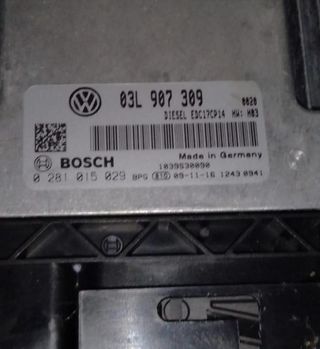 03L 907 309
DIESEL EDC17CP14 HW: H03 0020
BOSCH
Made in Germany
1039S30090
0 281 015 029 BPS 09-11-16 1243 0941